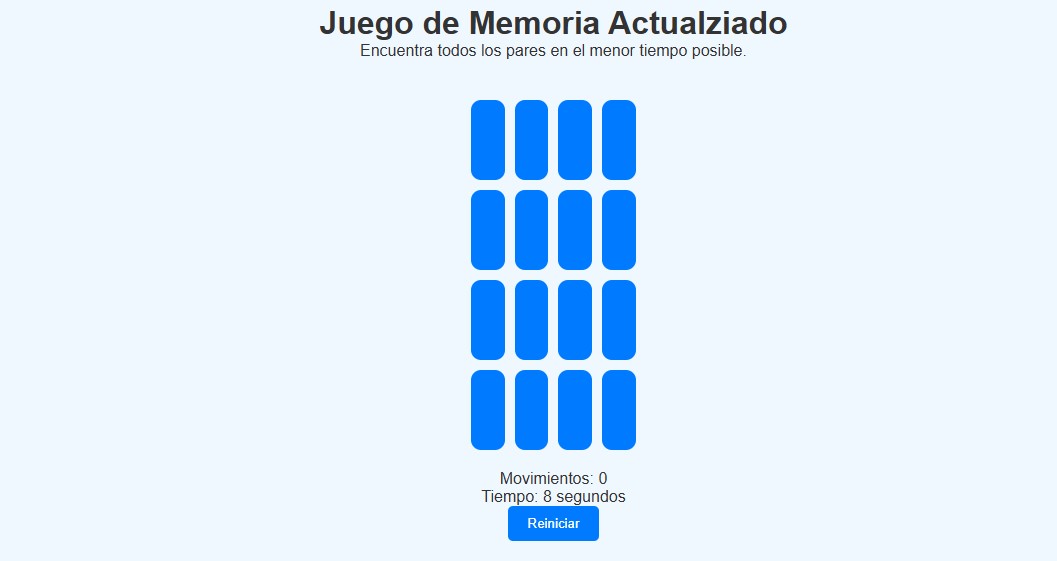 Juego de Memoria Actualziado
Encuentra todos los pares en el menor tiempo posible.
Movimientos: 0
Tiempo: 8 segundos
Reiniciar